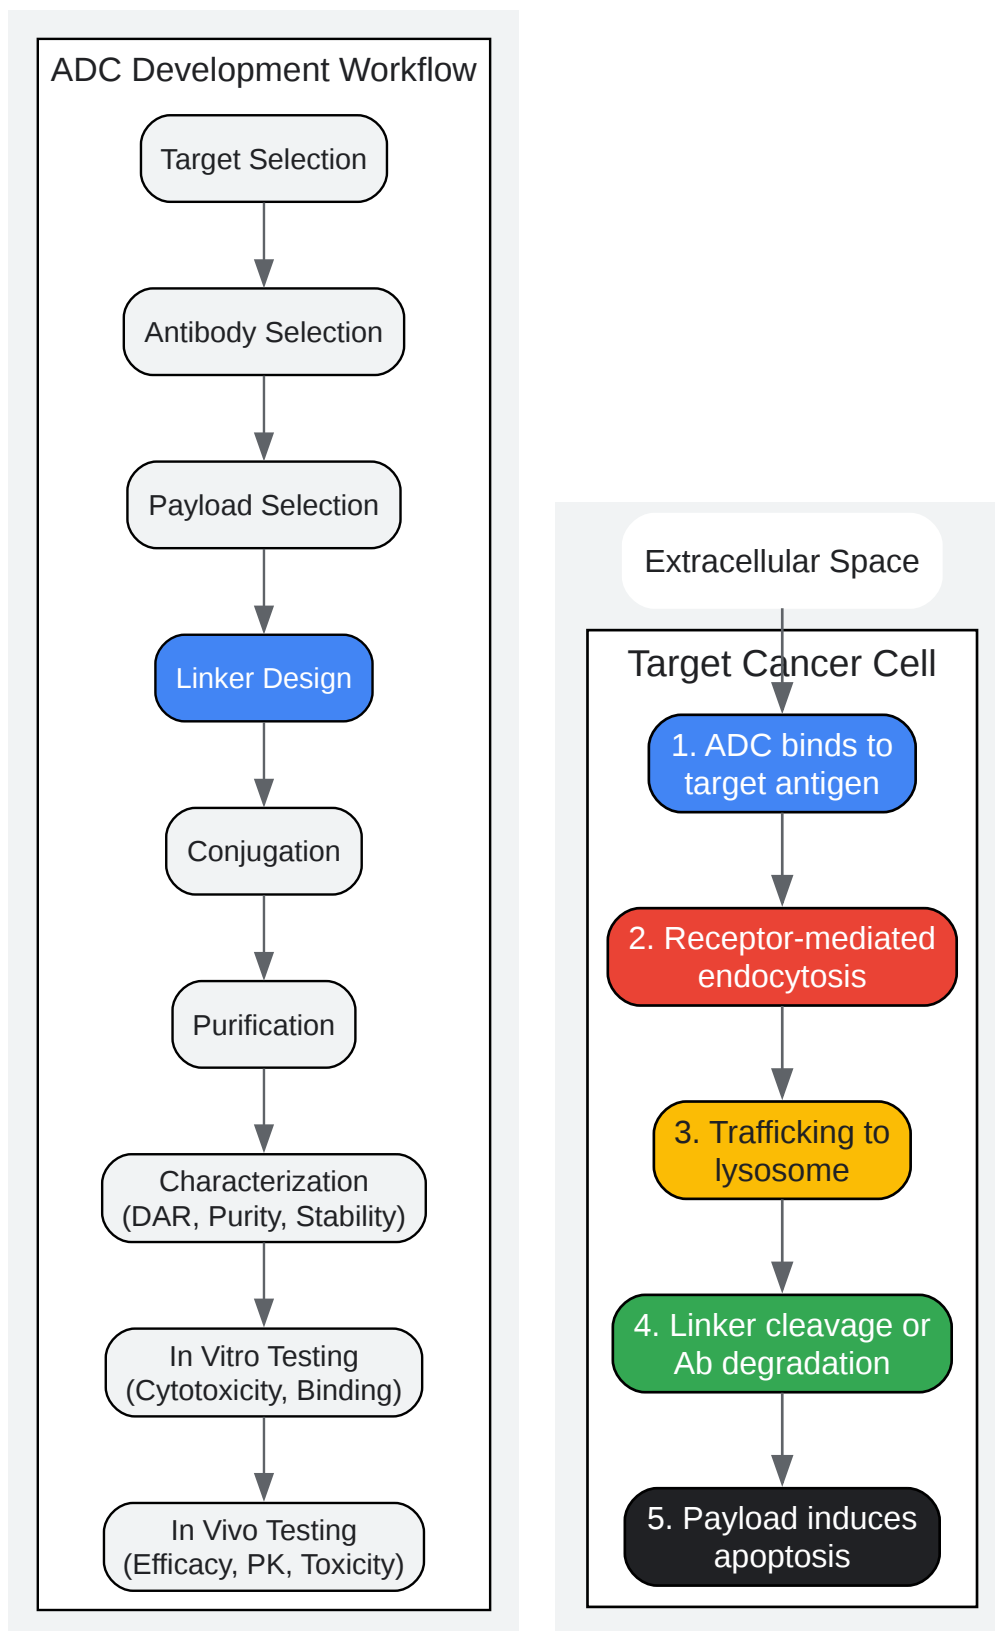 ADC Development Workflow
Target Selection
Antibody Selection
Payload Selection
Linker Design
Conjugation
Purification
Characterization
(DAR, Purity, Stability)
In Vitro Testing
(Cytotoxicity, Binding)
In Vivo Testing
(Efficacy, PK, Toxicity)
Extracellular Space
Target Cancer Cell
1. ADC binds to
target antigen
2. Receptor-mediated
endocytosis
3. Trafficking to
lysosome
4. Linker cleavage or
Ab degradation
5. Payload induces
apoptosis